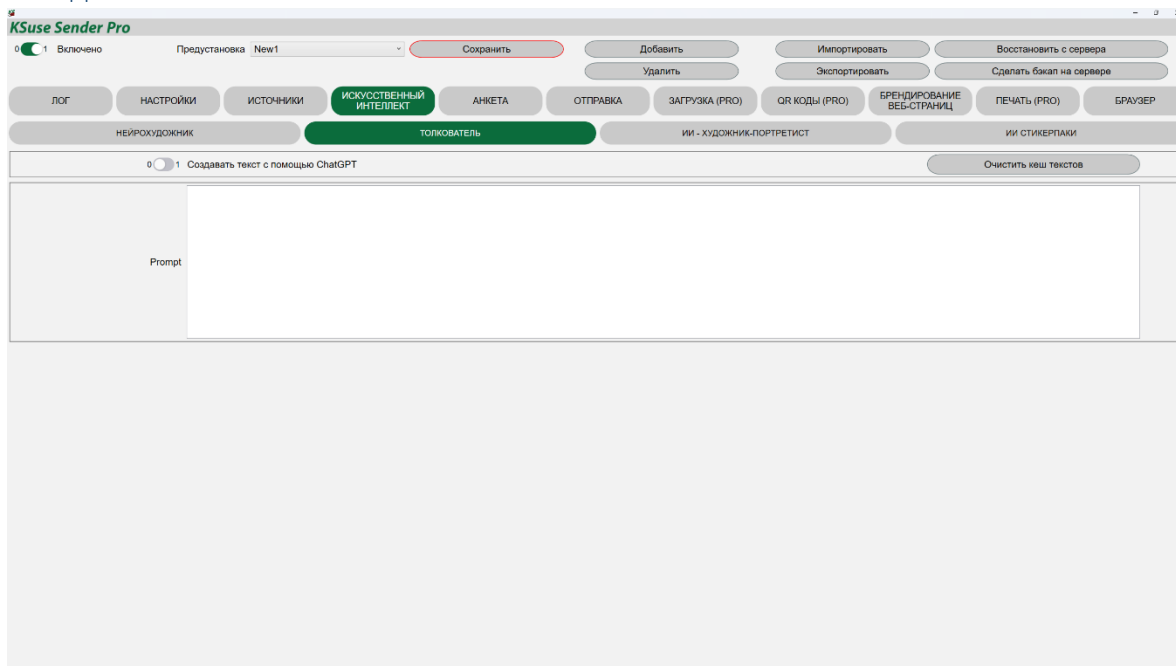 KSuse Sender Pro
0 1 Включено Предустановка New1 Сохранить Добавить Импортировать Восстановить с сервера
Удалить Экспортировать Сделать бэкап на сервере
ЛОГ НАСТРОЙКИ ИСТОЧНИКИ ИСКУССТВЕННЫЙ ИНТЕЛЛЕКТ АНКЕТА ОТПРАВКА ЗАГРУЗКА (PRO) QR КОДЫ (PRO) БРЕНДИРОВАНИЕ ВЕБ-СТРАНИЦ ПЕЧАТЬ (PRO) БРАУЗЕР
НЕЙРОХУДОЖНИК ТОЛКОВАТЕЛЬ ИИ - ХУДОЖНИК-ПОРТРЕТИСТ ИИ СТИКЕРПАКИ
0 1 Создавать текст с помощью ChatGPT Очистить кеш текстов
Prompt